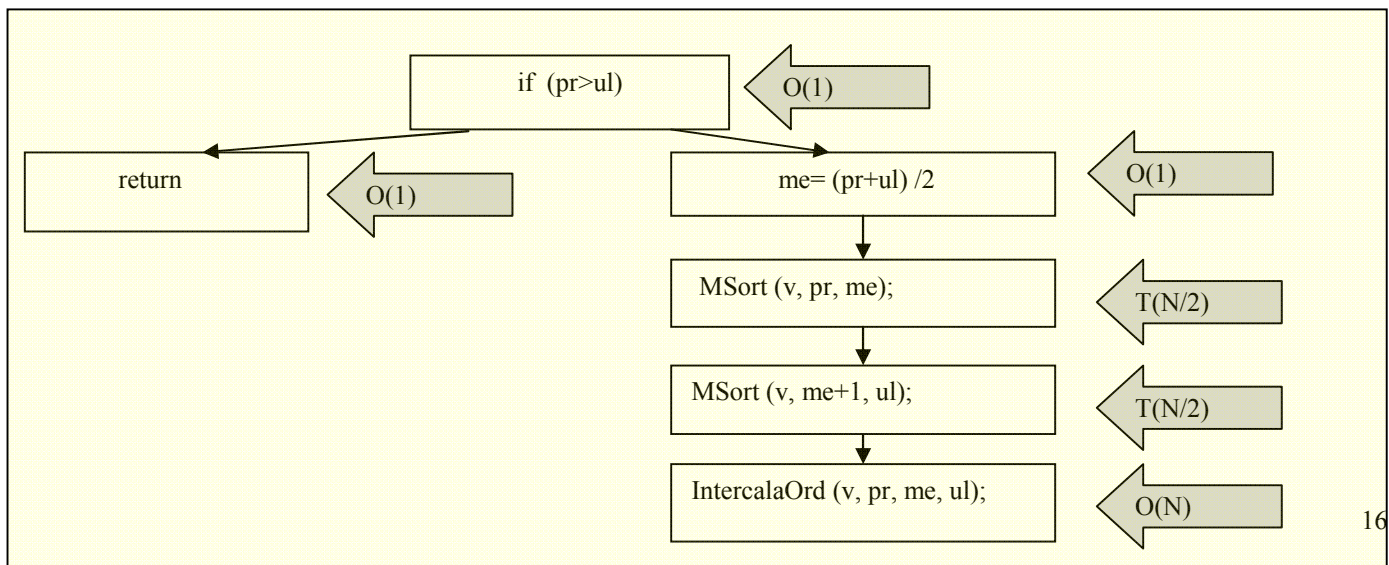 if (pr>ul)
O(1)
return
O(1)
me= (pr+ul) /2
O(1)
MSort (v, pr, me);
T(N/2)
MSort (v, me+1, ul);
T(N/2)
IntercalaOrd (v, pr, me, ul);
O(N)
16